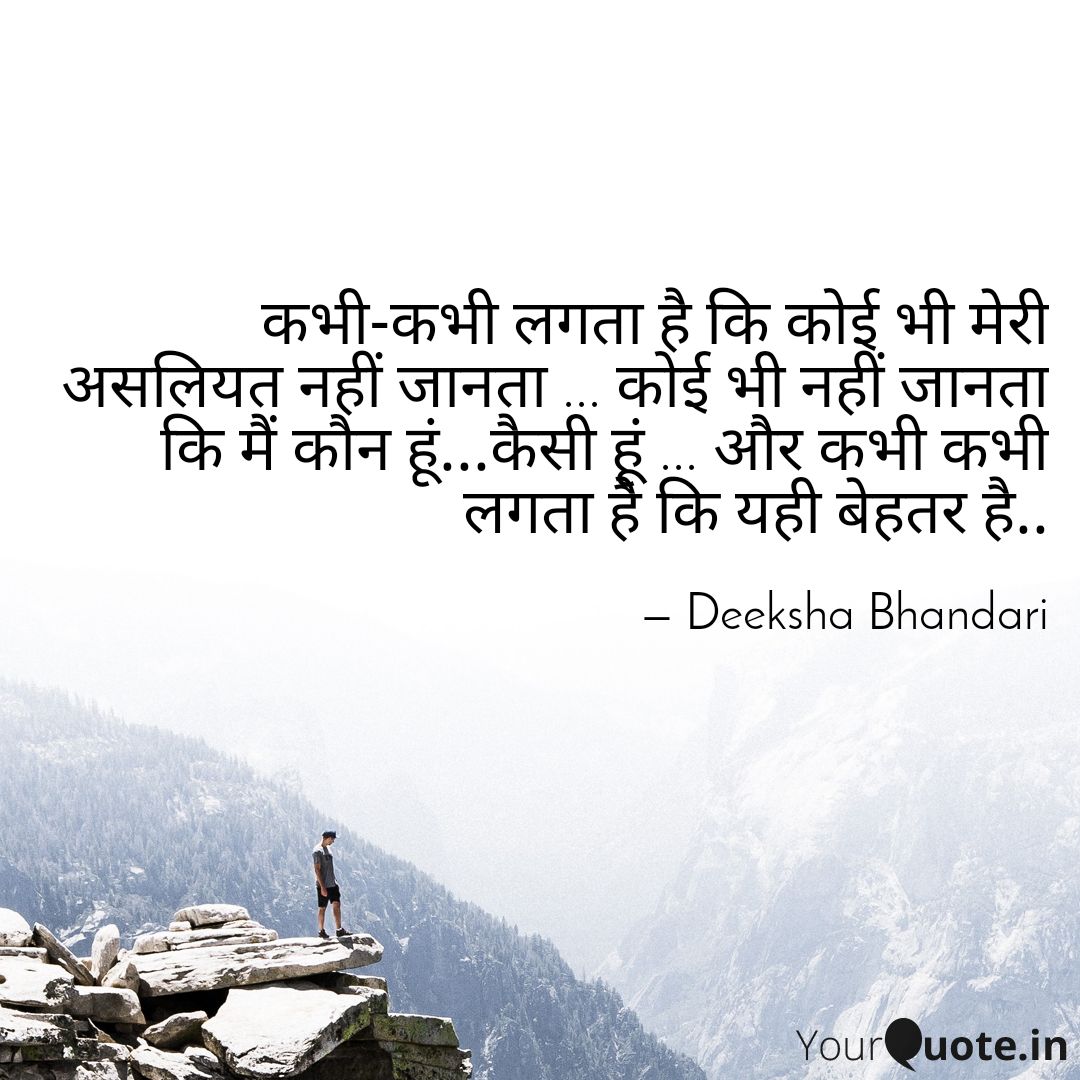 कभी-कभी लगता है कि कोई भी मेरी
असलियत नहीं जानता ... कोई भी नहीं जानता
कि मैं कौन हूं...कैसी हूं ... और कभी कभी
लगता है कि यही बेहतर है..
– Deeksha Bhandari
YourQuote.in